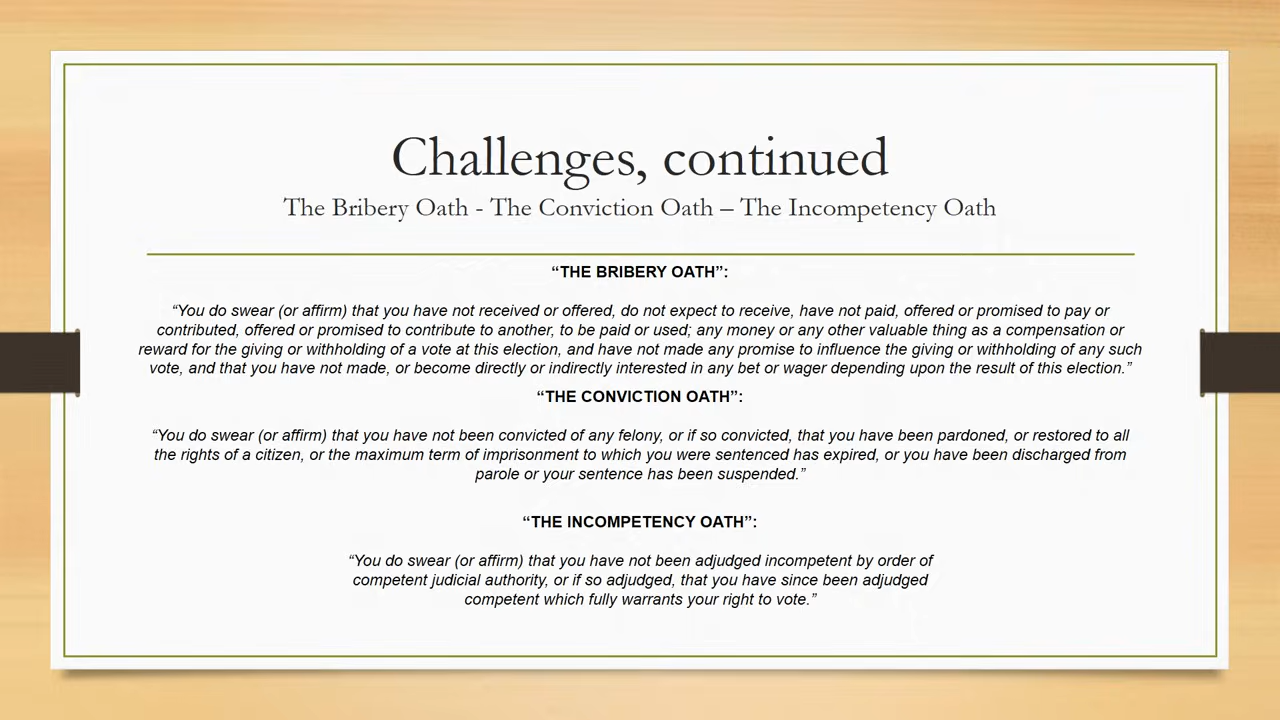 Challenges, continued
The Bribery Oath - The Conviction Oath – The Incompetency Oath
“THE BRIBERY OATH”:
“You do swear (or affirm) that you have not received or offered, do not expect to receive, have not paid, offered or promised to pay or
contributed, offered or promised to contribute to another, to be paid or used; any money or any other valuable thing as a compensation or
reward for the giving or withholding of a vote at this election, and have not made any promise to influence the giving or withholding of any such
vote, and that you have not made, or become directly or indirectly interested in any bet or wager depending upon the result of this election.”
“THE CONVICTION OATH”:
“You do swear (or affirm) that you have not been convicted of any felony, or if so convicted, that you have been pardoned, or restored to all
the rights of a citizen, or the maximum term of imprisonment to which you were sentenced has expired, or you have been discharged from
parole or your sentence has been suspended.”
“THE INCOMPETENCY OATH”:
“You do swear (or affirm) that you have not been adjudged incompetent by order of
competent judicial authority, or if so adjudged, that you have since been adjudged
competent which fully warrants your right to vote.”